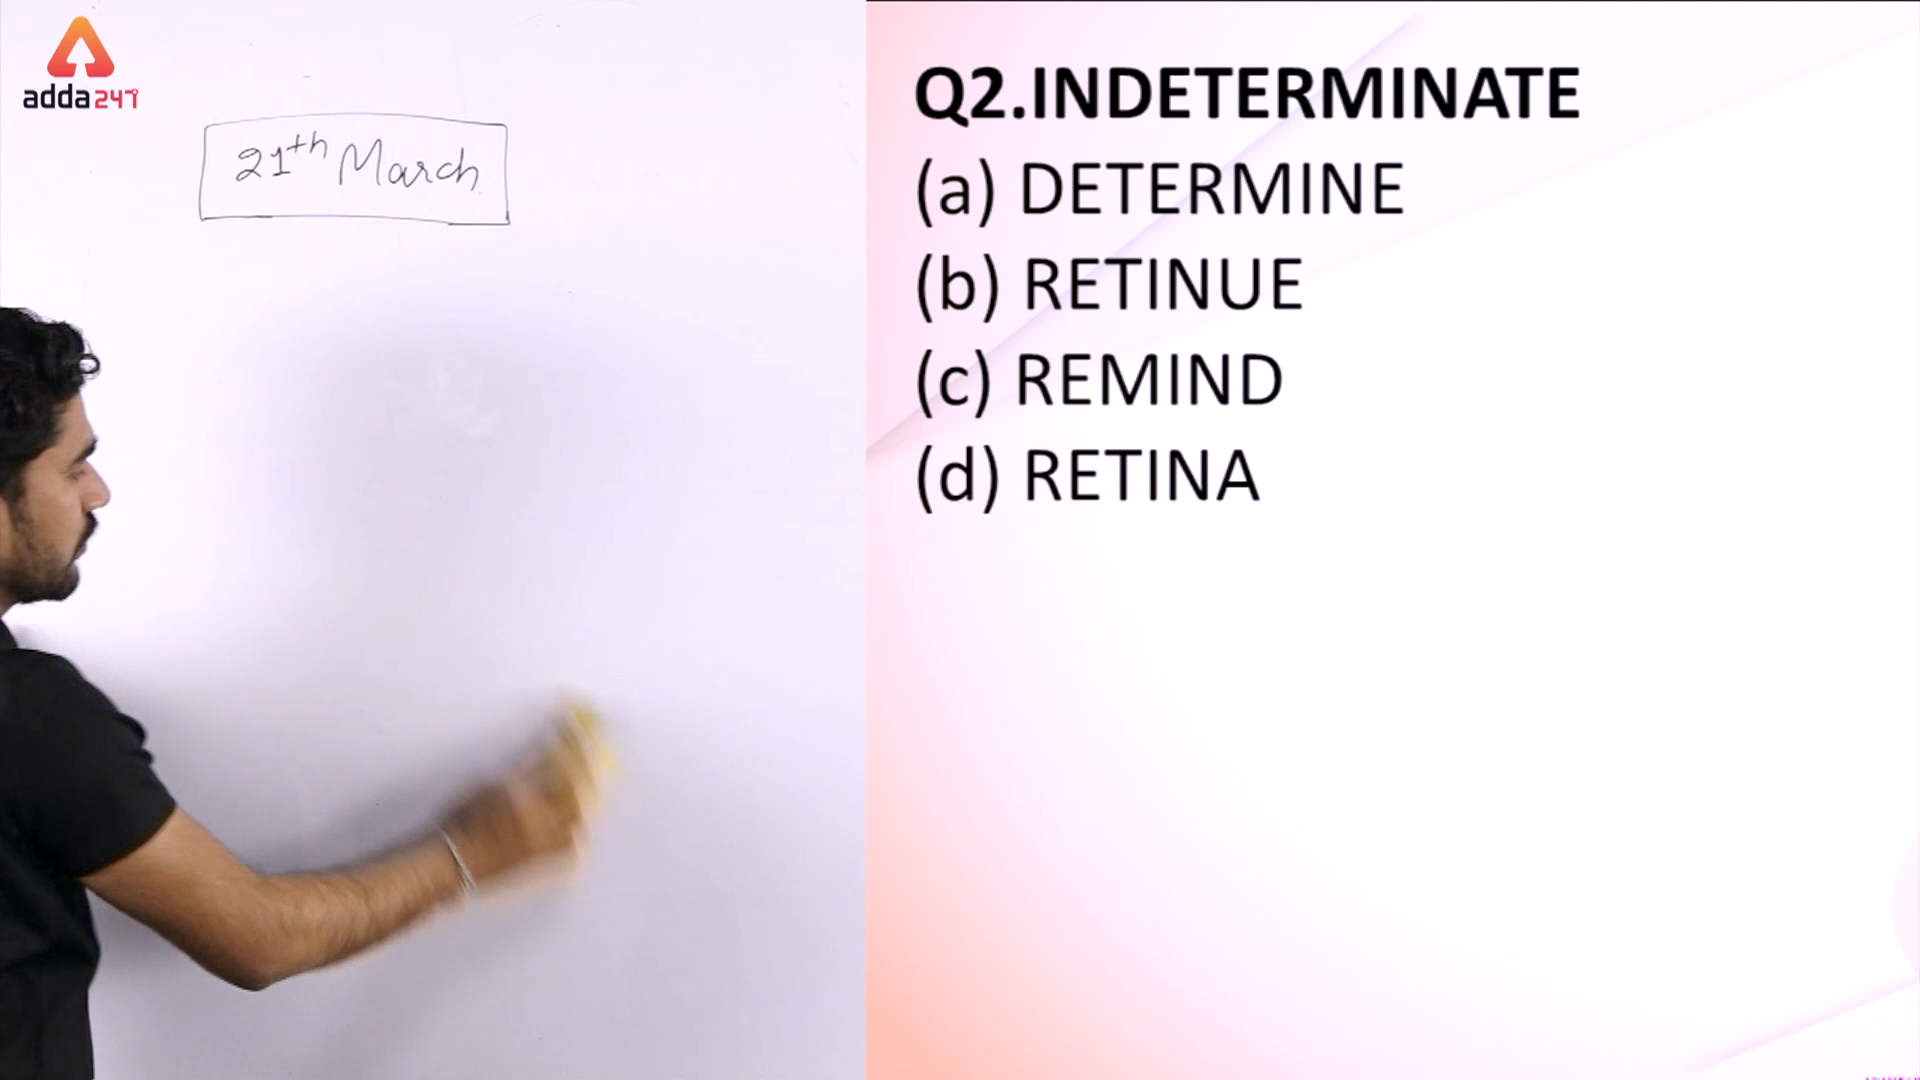 adda247
21th March
Q2.INDETERMINATE
(a) DETERMINE
(b) RETINUE
(c) REMIND
(d) RETINA